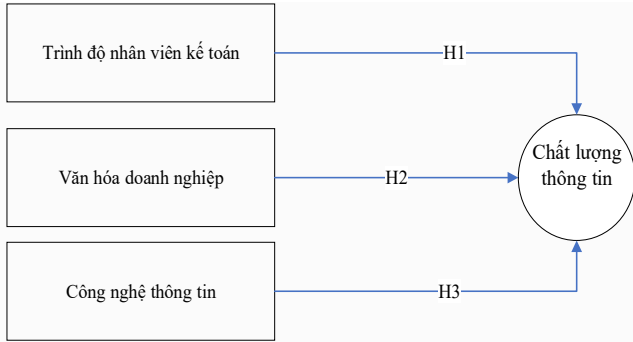 Trình độ nhân viên kế toán
H1
Chất lượng
thông tin
Văn hóa doanh nghiệp
H2
Công nghệ thông tin
H3